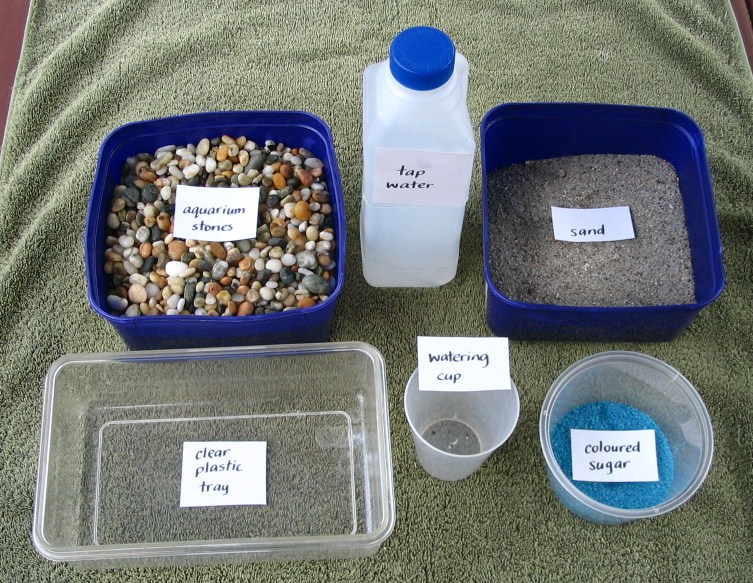 aquarium
stones
tap
water
sand
watering
cup
clear
plastic
tray
coloured
sugar